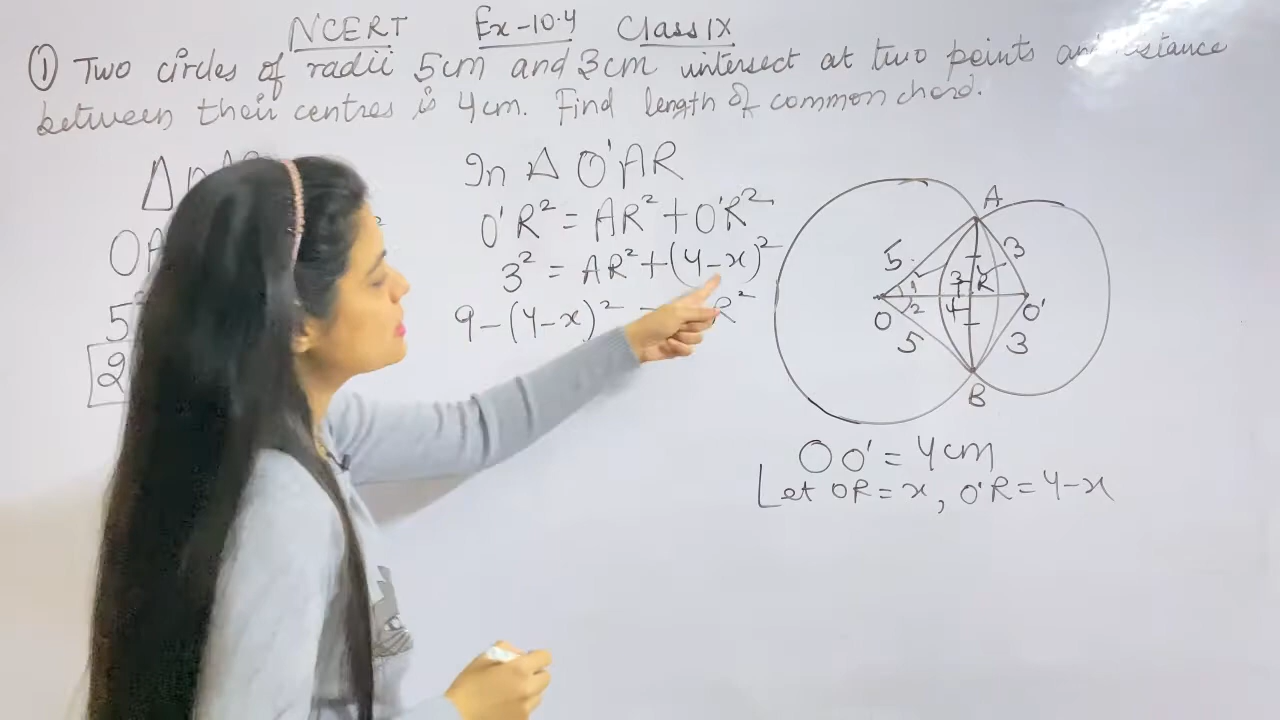 NCERT Ex-10.4 Class IX
① Two circles of radii 5cm and 3cm intersect at two points
between their centres is 4cm. Find length of common chord.
In △ O'AR
O'R² = AR² + O'R²
3² = AR² + (4-x)²
9 - (4-x)² = R²
A
5 3
3 R
1
2 4
O O'
5 3
B
OO' = 4cm
Let OR = x, O'R = 4-x